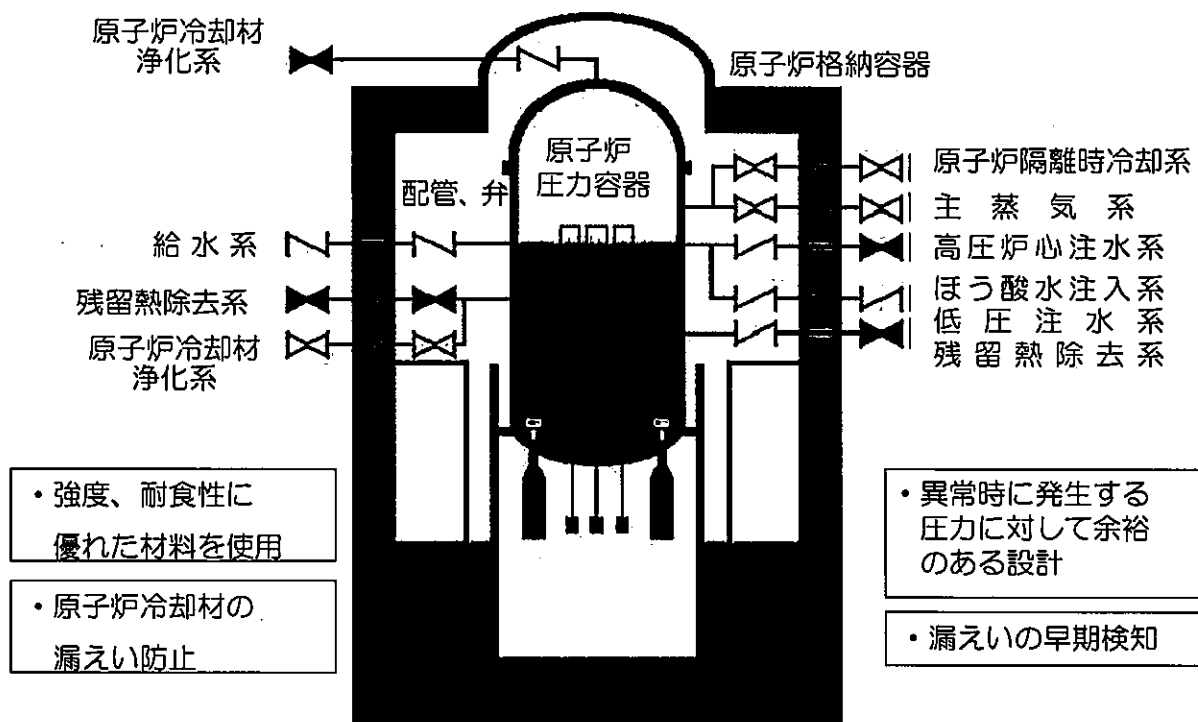 原子炉冷却材
浄化系
原子炉格納容器
原子炉
圧力容器
配管、弁
給水系
残留熱除去系
原子炉冷却材
浄化系
原子炉隔離時冷却系
主蒸気系
高圧炉心注水系
ほう酸水注入系
低圧注水系
残留熱除去系
・強度、耐食性に
優れた材料を使用
・原子炉冷却材の
漏えい防止
・異常時に発生する
圧力に対して余裕
のある設計
・漏えいの早期検知